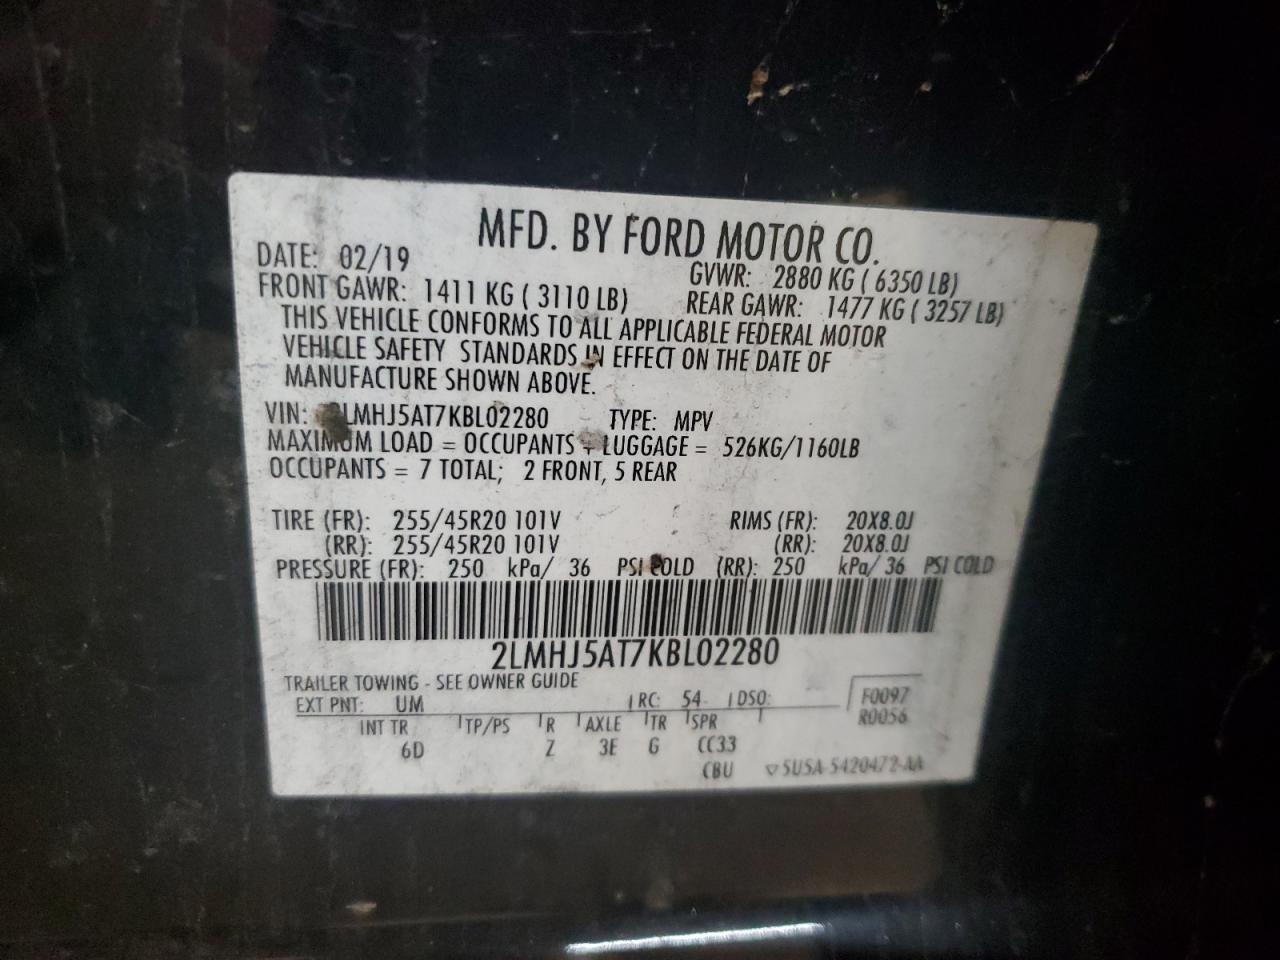 MFD. BY FORD MOTOR CO.
DATE: 02/19 GVWR: 2880 KG ( 6350 LB)
FRONT GAWR: 1411 KG ( 3110 LB) REAR GAWR: 1477 KG ( 3257 LB)
THIS VEHICLE CONFORMS TO ALL APPLICABLE FEDERAL MOTOR
VEHICLE SAFETY STANDARDS IN EFFECT ON THE DATE OF
MANUFACTURE SHOWN ABOVE.
VIN: 2LMHJ5AT7KBL02280 TYPE: MPV
MAXIMUM LOAD = OCCUPANTS + LUGGAGE = 526KG/1160LB
OCCUPANTS = 7 TOTAL; 2 FRONT, 5 REAR
TIRE (FR): 255/45R20 101V RIMS (FR): 20X8.0J
(RR): 255/45R20 101V (RR): 20X8.0J
PRESSURE (FR): 250 kPa/ 36 PSI COLD (RR): 250 kPa/ 36 PSI COLD
2LMHJ5AT7KBL02280
TRAILER TOWING - SEE OWNER GUIDE
EXT PNT: UM RC: 54 DSO: F0097
R0056
INT TR TP/PS R AXLE TR SPR
6D Z 3E G CC33
CBU ▽5U5A-5420472-AA